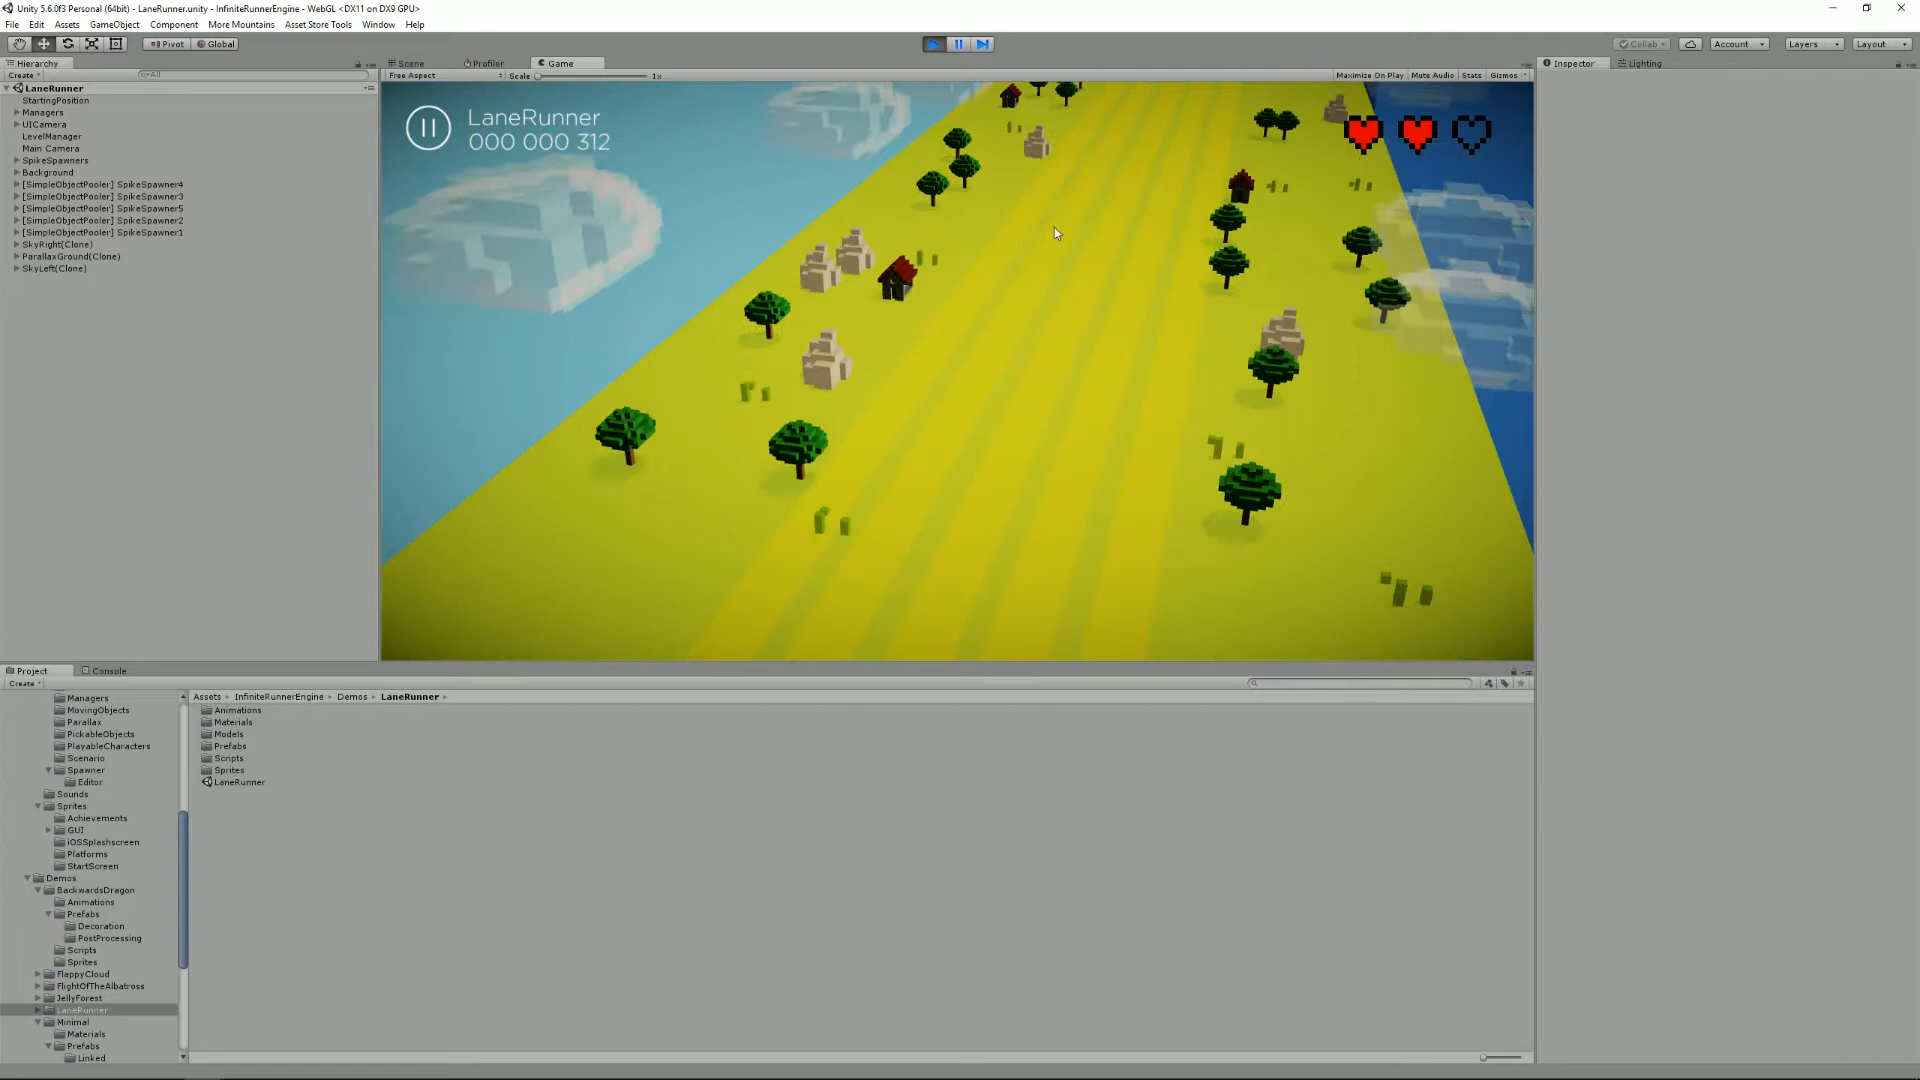 Unity 5.6.0f3 Personal (64bit) - LaneRunner.unity - InfiniteRunnerEngine - WebGL <DX11 on DX9 GPU>
File Edit Assets GameObject Component More Mountains Asset Store Tools Window Help
Pivot Global Collab Account Layers Layout
Hierarchy
Create All
LaneRunner
StartingPosition
Managers
UICamera
LevelManager
Main Camera
SpikeSpawners
Background
[SimpleObjectPooler] SpikeSpawner4
[SimpleObjectPooler] SpikeSpawner3
[SimpleObjectPooler] SpikeSpawner5
[SimpleObjectPooler] SpikeSpawner2
[SimpleObjectPooler] SpikeSpawner1
SkyRight(Clone)
ParallaxGround(Clone)
SkyLeft(Clone)
Scene Profiler Game
Free Aspect Scale 1x Maximize On Play Mute Audio Stats Gizmos
LaneRunner
000 000 312
Inspector Lighting
Project Console
Create
Managers
MovingObjects
Parallax
PickableObjects
PlayableCharacters
Scenario
Spawner
Editor
Sounds
Sprites
Achievements
GUI
iOSSplashscreen
Platforms
StartScreen
Demos
BackwardsDragon
Animations
Prefabs
Decoration
PostProcessing
Scripts
Sprites
FlappyCloud
FlightOfTheAlbatross
JellyForest
LaneRunner
Minimal
Materials
Prefabs
Linked
Assets InfiniteRunnerEngine Demos LaneRunner
Animations
Materials
Models
Prefabs
Scripts
Sprites
LaneRunner